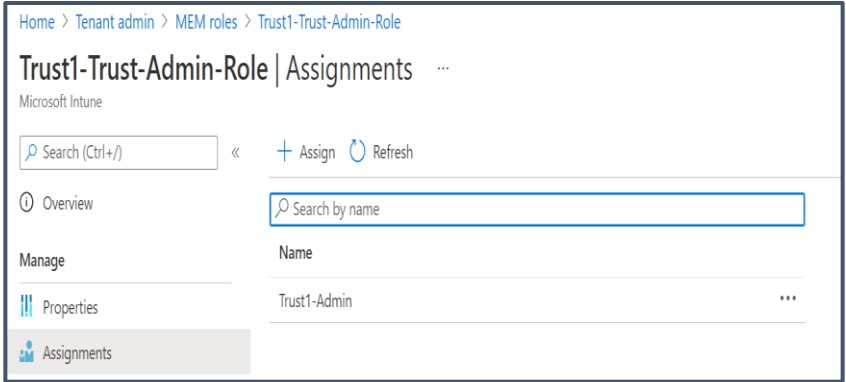 Home > Tenant admin > MEM roles > Trust1-Trust-Admin-Role
Trust1-Trust-Admin-Role | Assignments ...
Microsoft Intune
Search (Ctrl+/) «
+ Assign Refresh
Overview
Search by name
Manage
Name
Properties
Trust1-Admin ...
Assignments